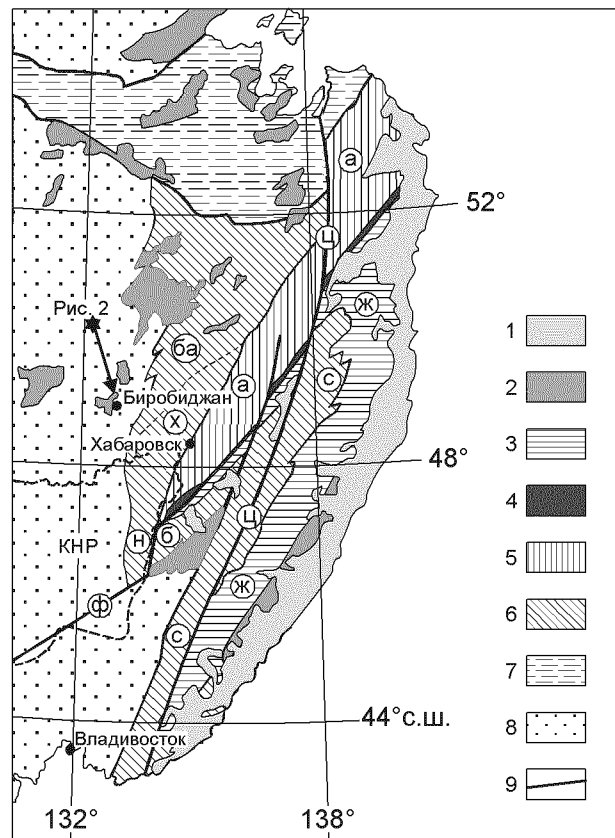 а
52°
ц
ж
Рис. 2
ба
с
а
Биробиджан
х
Хабаровск
48°
ц
н
б
КНР
ж
ф
с
44°с.ш.
Владивосток
132°
138°
1
2
3
4
5
6
7
8
9